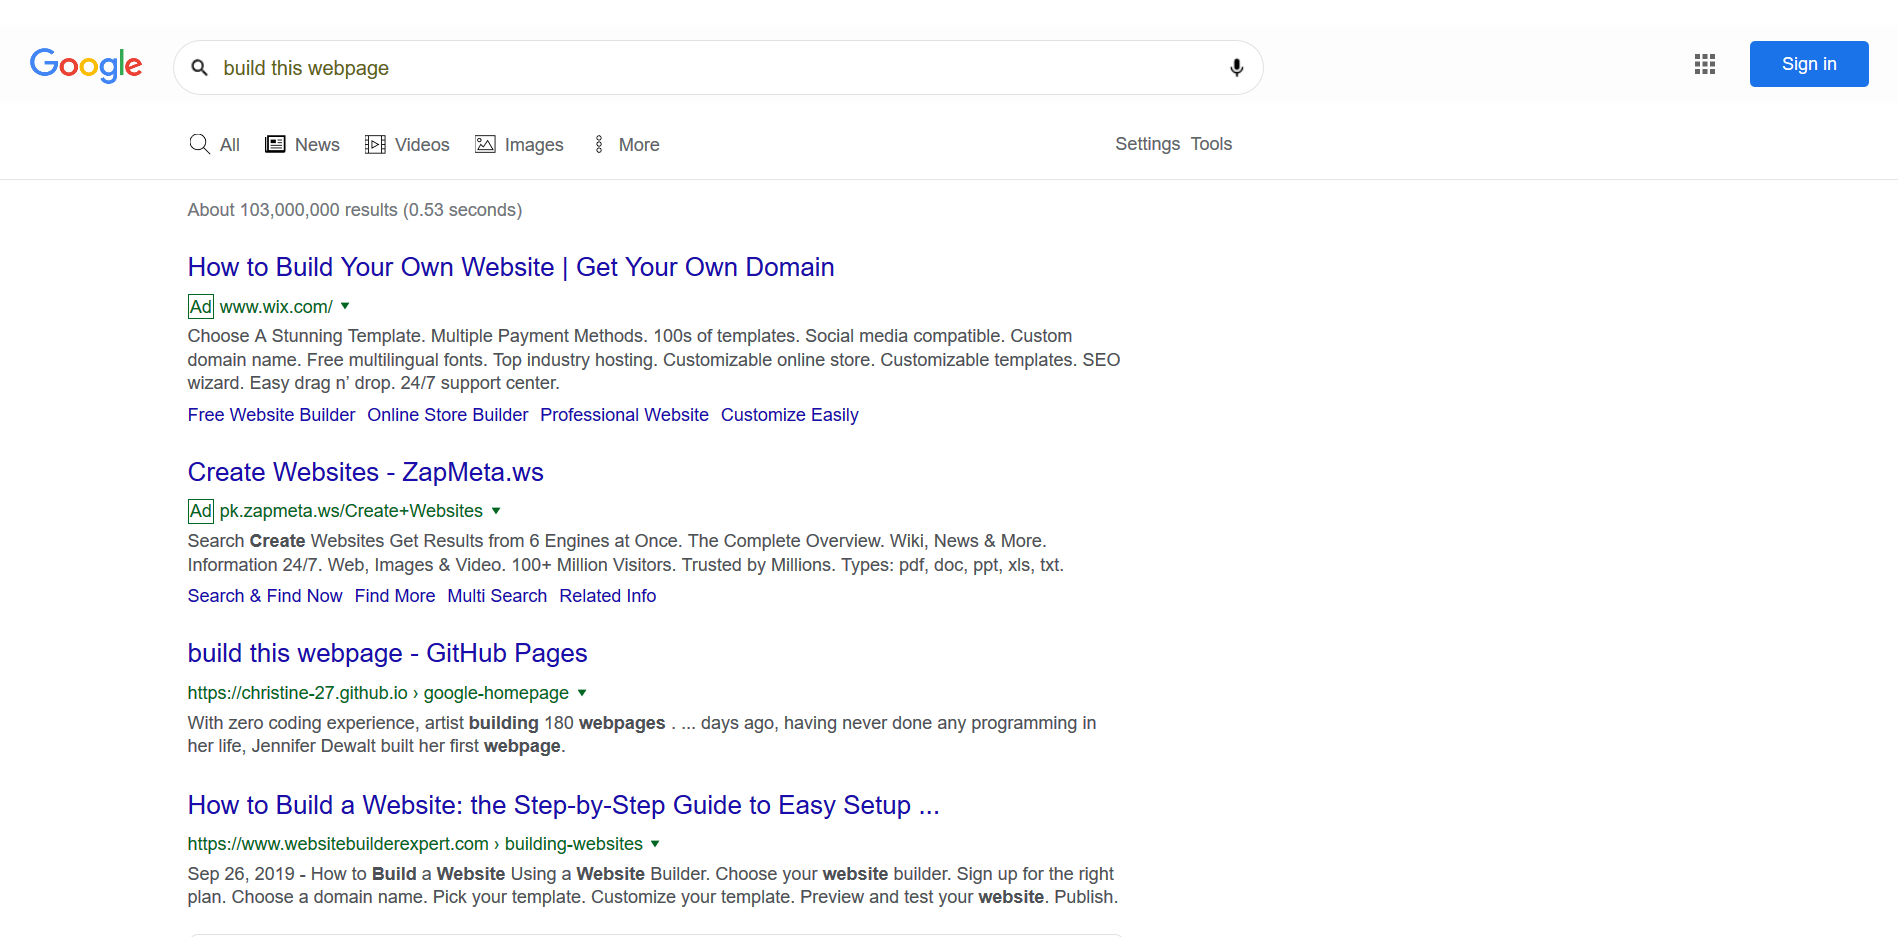 Google
build this webpage
Sign in
All News Videos Images More Settings Tools
About 103,000,000 results (0.53 seconds)
How to Build Your Own Website | Get Your Own Domain
Ad www.wix.com/
Choose A Stunning Template. Multiple Payment Methods. 100s of templates. Social media compatible. Custom
domain name. Free multilingual fonts. Top industry hosting. Customizable online store. Customizable templates. SEO
wizard. Easy drag n’ drop. 24/7 support center.
Free Website Builder Online Store Builder Professional Website Customize Easily
Create Websites - ZapMeta.ws
Ad pk.zapmeta.ws/Create+Websites
Search Create Websites Get Results from 6 Engines at Once. The Complete Overview. Wiki, News & More.
Information 24/7. Web, Images & Video. 100+ Million Visitors. Trusted by Millions. Types: pdf, doc, ppt, xls, txt.
Search & Find Now Find More Multi Search Related Info
build this webpage - GitHub Pages
https://christine-27.github.io › google-homepage
With zero coding experience, artist building 180 webpages . ... days ago, having never done any programming in
her life, Jennifer Dewalt built her first webpage.
How to Build a Website: the Step-by-Step Guide to Easy Setup ...
https://www.websitebuilderexpert.com › building-websites
Sep 26, 2019 - How to Build a Website Using a Website Builder. Choose your website builder. Sign up for the right
plan. Choose a domain name. Pick your template. Customize your template. Preview and test your website. Publish.